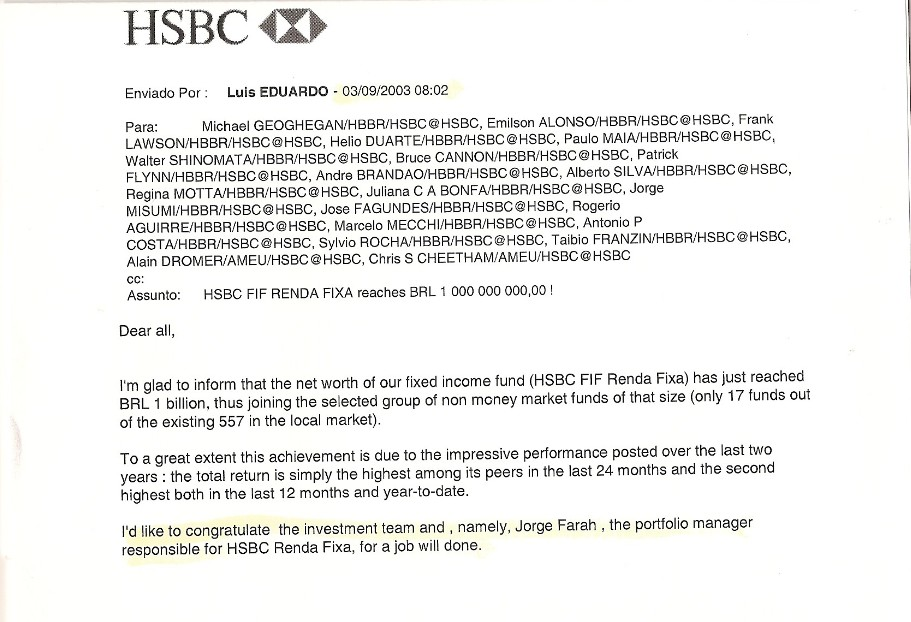 HSBC
Enviado Por : Luis EDUARDO - 03/09/2003 08:02
Para: Michael GEOGHEGAN/HBBR/HSBC@HSBC, Emilson ALONSO/HBBR/HSBC@HSBC, Frank
LAWSON/HBBR/HSBC@HSBC, Helio DUARTE/HBBR/HSBC@HSBC, Paulo MAIA/HBBR/HSBC@HSBC,
Walter SHINOMATA/HBBR/HSBC@HSBC, Bruce CANNON/HBBR/HSBC@HSBC, Patrick
FLYNN/HBBR/HSBC@HSBC, Andre BRANDAO/HBBR/HSBC@HSBC, Alberto SILVA/HBBR/HSBC@HSBC,
Regina MOTTA/HBBR/HSBC@HSBC, Juliana C A BONFA/HBBR/HSBC@HSBC, Jorge
MISUMI/HBBR/HSBC@HSBC, Jose FAGUNDES/HBBR/HSBC@HSBC, Rogerio
AGUIRRE/HBBR/HSBC@HSBC, Marcelo MECCHI/HBBR/HSBC@HSBC, Antonio P
COSTA/HBBR/HSBC@HSBC, Sylvio ROCHA/HBBR/HSBC@HSBC, Taibio FRANZIN/HBBR/HSBC@HSBC,
Alain DROMER/AMEU/HSBC@HSBC, Chris S CHEETHAM/AMEU/HSBC@HSBC
cc:
Assunto: HSBC FIF RENDA FIXA reaches BRL 1 000 000 000,00 !
Dear all,
I'm glad to inform that the net worth of our fixed income fund (HSBC FIF Renda Fixa) has just reached
BRL 1 billion, thus joining the selected group of non money market funds of that size (only 17 funds out
of the existing 557 in the local market).
To a great extent this achievement is due to the impressive performance posted over the last two
years : the total return is simply the highest among its peers in the last 24 months and the second
highest both in the last 12 months and year-to-date.
I'd like to congratulate the investment team and , namely, Jorge Farah , the portfolio manager
responsible for HSBC Renda Fixa, for a job will done.